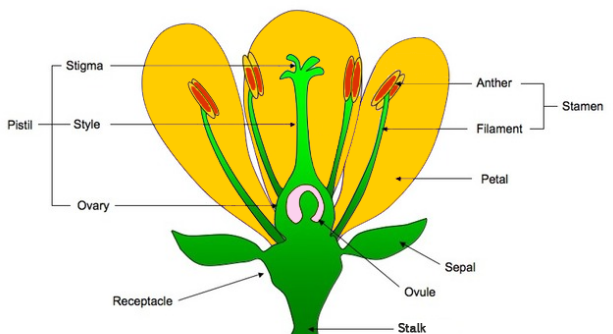 Stigma
Anther
Stamen
Pistil
Style
Filament
Petal
Ovary
Sepal
Ovule
Receptacle
Stalk